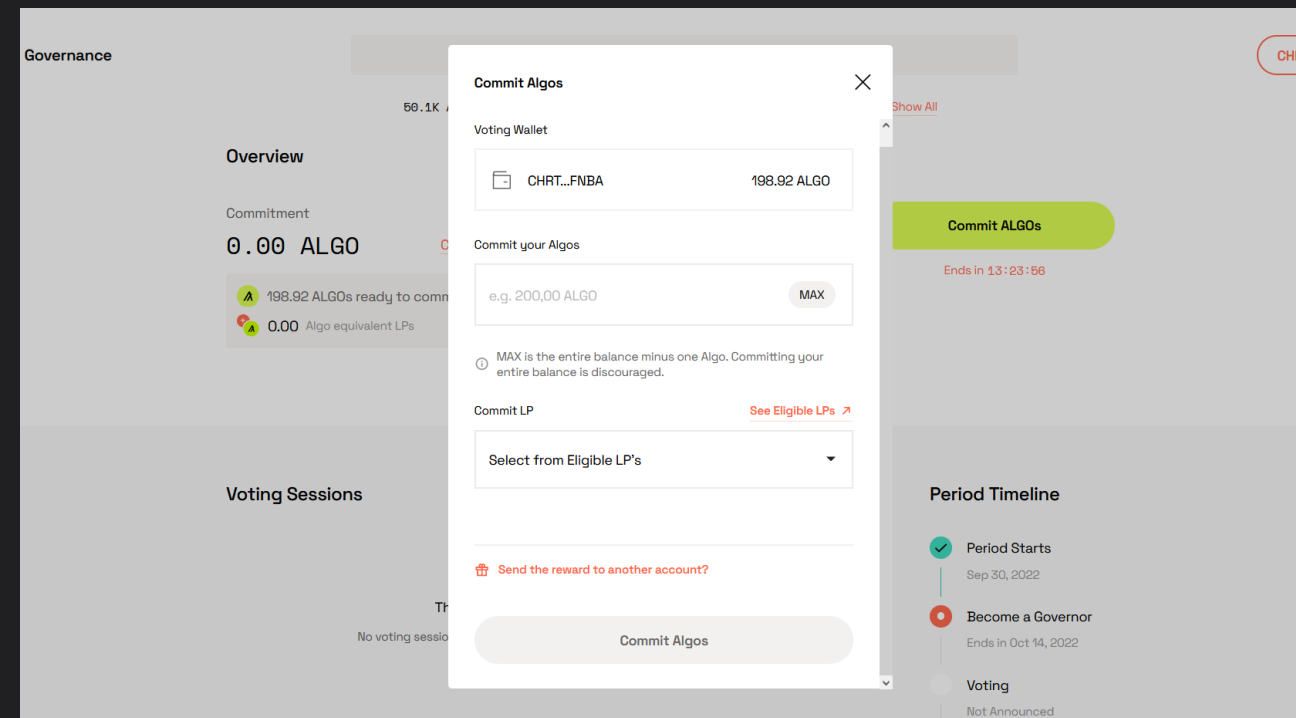 Governance
CH
50.1K
Show All
Commit Algos
Voting Wallet
CHRT...FNBA
198.92 ALGO
Commit your Algos
e.g. 200,00 ALGO
MAX
MAX is the entire balance minus one Algo. Committing your
entire balance is discouraged.
Commit LP
See Eligible LPs
Select from Eligible LP's
Send the reward to another account?
Commit Algos
Overview
Commitment
0.00 ALGO
C
198.92 ALGOs ready to comm
0.00 Algo equivalent LPs
Commit ALGOs
Ends in 13:23:56
Voting Sessions
Th
No voting sessio
Period Timeline
Period Starts
Sep 30, 2022
Become a Governor
Ends in Oct 14, 2022
Voting
Not Announced